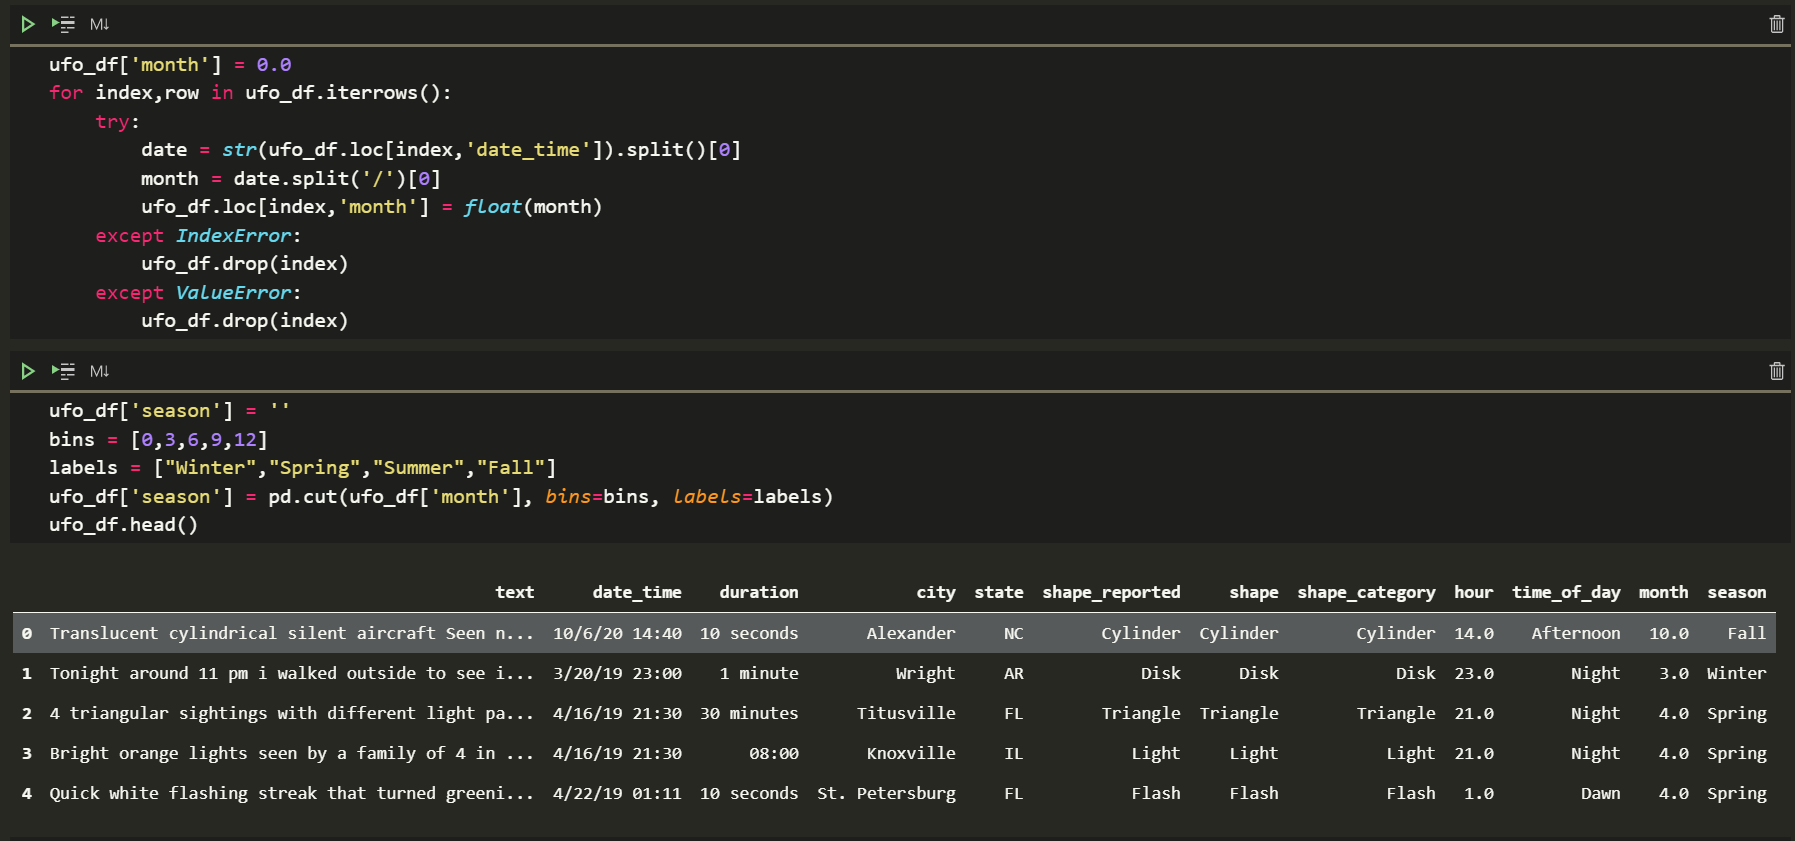 M↓
ufo_df['month'] = 0.0
for index,row in ufo_df.iterrows():
    try:
        date = str(ufo_df.loc[index,'date_time']).split()[0]
        month = date.split('/')[0]
        ufo_df.loc[index,'month'] = float(month)
    except IndexError:
        ufo_df.drop(index)
    except ValueError:
        ufo_df.drop(index)
M↓
ufo_df['season'] = ''
bins = [0,3,6,9,12]
labels = ["Winter","Spring","Summer","Fall"]
ufo_df['season'] = pd.cut(ufo_df['month'], bins=bins, labels=labels)
ufo_df.head()
text date_time duration city state shape_reported shape shape_category hour time_of_day month season
0 Translucent cylindrical silent aircraft Seen n... 10/6/20 14:40 10 seconds Alexander NC Cylinder Cylinder Cylinder 14.0 Afternoon 10.0 Fall
1 Tonight around 11 pm i walked outside to see i... 3/20/19 23:00 1 minute Wright AR Disk Disk Disk 23.0 Night 3.0 Winter
2 4 triangular sightings with different light pa... 4/16/19 21:30 30 minutes Titusville FL Triangle Triangle Triangle 21.0 Night 4.0 Spring
3 Bright orange lights seen by a family of 4 in ... 4/16/19 21:30 08:00 Knoxville IL Light Light Light 21.0 Night 4.0 Spring
4 Quick white flashing streak that turned greeni... 4/22/19 01:11 10 seconds St. Petersburg FL Flash Flash Flash 1.0 Dawn 4.0 Spring